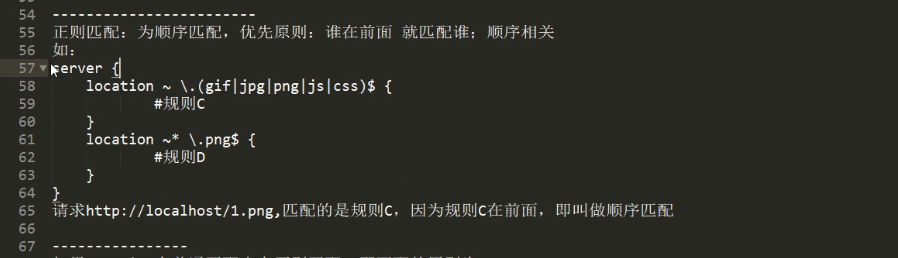 54 ------------------------
55 正则匹配：为顺序匹配，优先原则：谁在前面 就匹配谁；顺序相关
56 如：
57 server {
58 location ~ \.(gif|jpg|png|js|css)$ {
59 #规则C
60 }
61 location ~* \.png$ {
62 #规则D
63 }
64 }
65 请求http://localhost/1.png,匹配的是规则C，因为规则C在前面，即叫做顺序匹配
66
67 ----------------